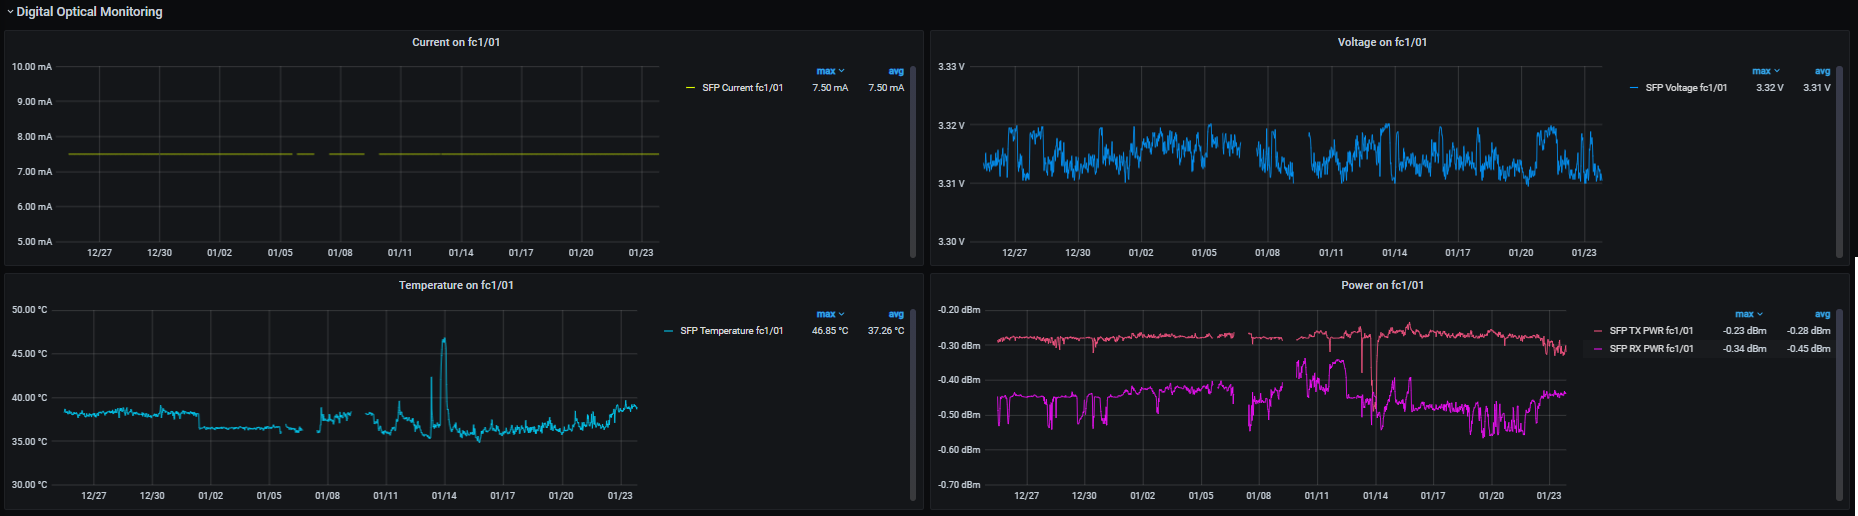 Digital Optical Monitoring
Current on fc1/01
10.00 mA
9.00 mA
8.00 mA
7.00 mA
6.00 mA
5.00 mA
12/27 12/30 01/02 01/05 01/08 01/11 01/14 01/17 01/20 01/23
max avg
SFP Current fc1/01 7.50 mA 7.50 mA
Voltage on fc1/01
3.33 V
3.32 V
3.31 V
3.30 V
12/27 12/30 01/02 01/05 01/08 01/11 01/14 01/17 01/20 01/23
max avg
SFP Voltage fc1/01 3.32 V 3.31 V
Temperature on fc1/01
50.00 °C
45.00 °C
40.00 °C
35.00 °C
30.00 °C
12/27 12/30 01/02 01/05 01/08 01/11 01/14 01/17 01/20 01/23
max avg
SFP Temperature fc1/01 46.85 °C 37.26 °C
Power on fc1/01
-0.20 dBm
-0.30 dBm
-0.40 dBm
-0.50 dBm
-0.60 dBm
-0.70 dBm
12/27 12/30 01/02 01/05 01/08 01/11 01/14 01/17 01/20 01/23
max avg
SFP TX PWR fc1/01 -0.23 dBm -0.28 dBm
SFP RX PWR fc1/01 -0.34 dBm -0.45 dBm